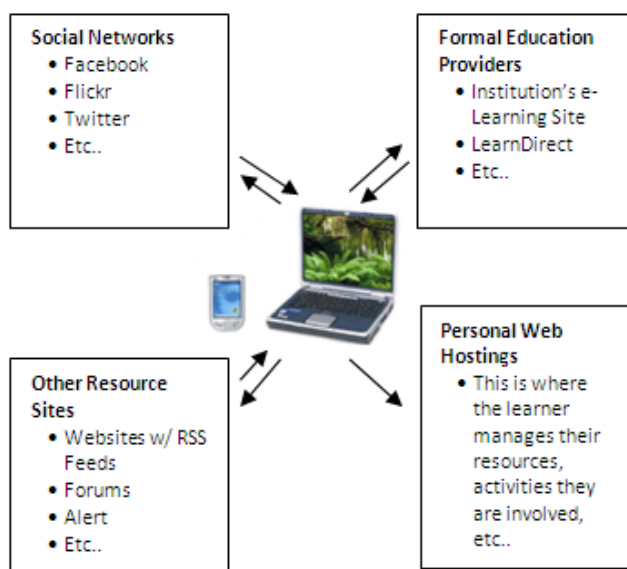 Social Networks
• Facebook
• Flickr
• Twitter
• Etc..
Formal Education
Providers
• Institution's e-
Learning Site
• LearnDirect
• Etc..
Other Resource
Sites
• Websites w/ RSS
Feeds
• Forums
• Alert
• Etc..
Personal Web
Hostings
• This is where
the learner
manages their
resources,
activities they
are involved,
etc..